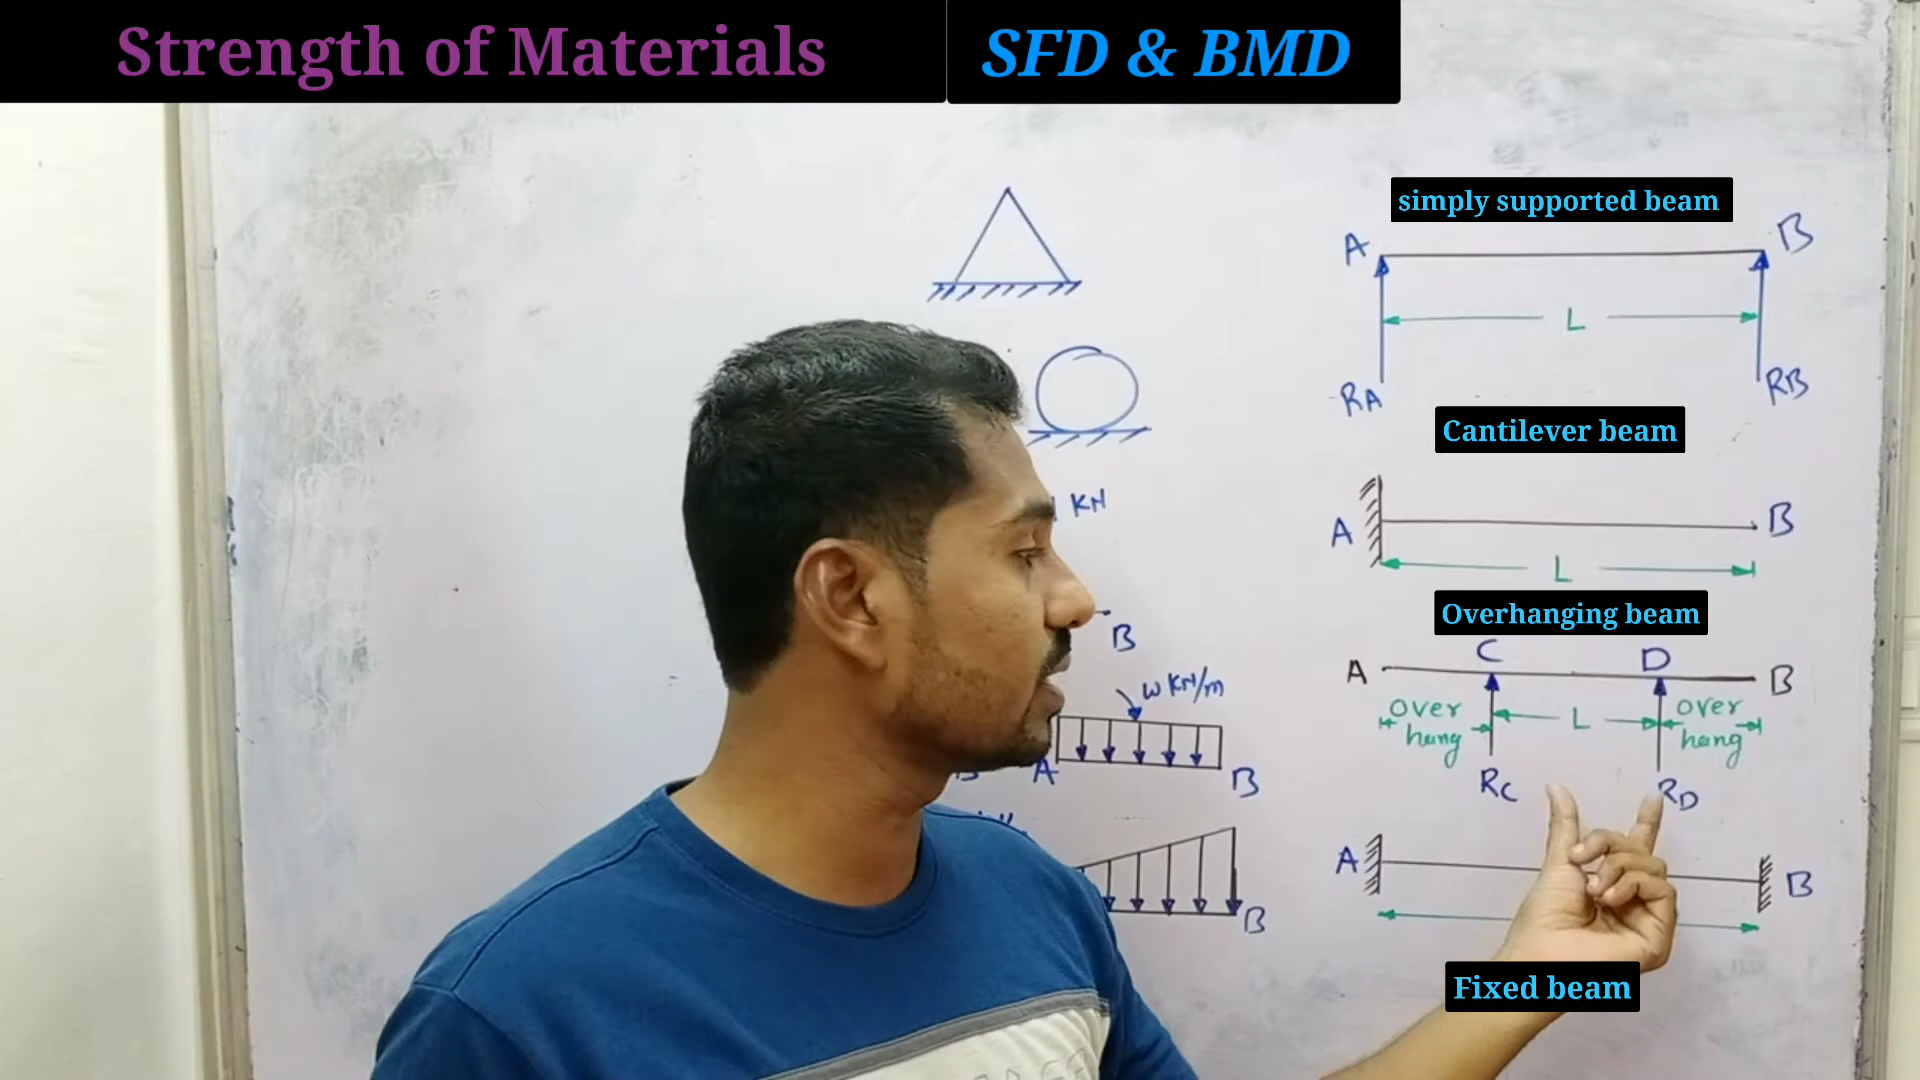 Strength of Materials
SFD & BMD
simply supported beam
A
B
L
RA
RB
Cantilever beam
KN
A
B
L
Overhanging beam
B
A
C
D
B
W KN/m
over
hang
L
over
hang
A
B
RC
RD
A
B
B
Fixed beam